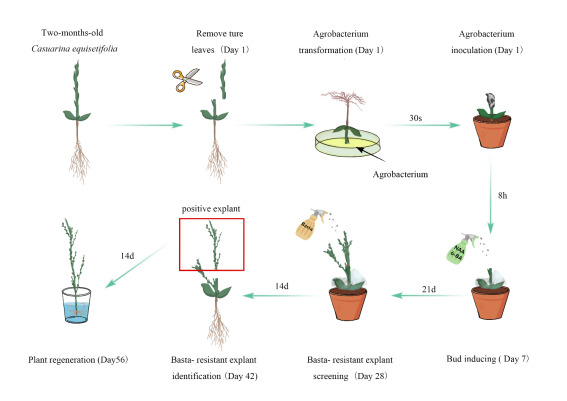 Two-months-old
Casuarina equisetifolia
Remove ture
leaves （Day 1）
Agrobacterium
transformation (Day 1)
Agrobacterium
inoculation (Day 1)
30s
Agrobacterium
8h
positive explant
Basta
NAA
6-BA
14d
14d
21d
Plant regeneration (Day56）
Basta- resistant explant
identification（Day 42）
Basta- resistant explant
screening （Day 28）
Bud inducing ( Day 7）